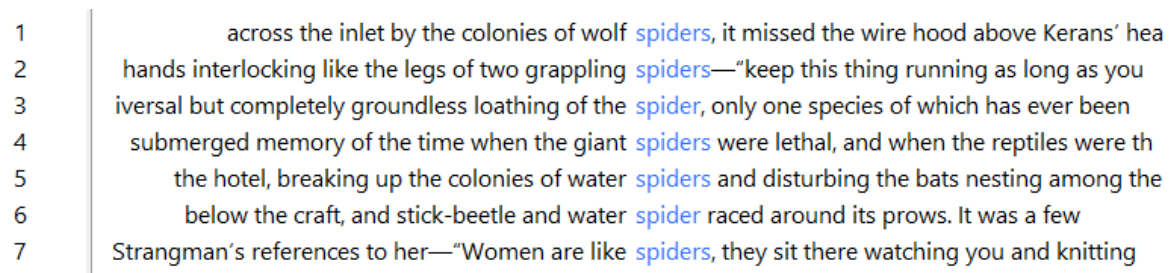 1 across the inlet by the colonies of wolf spiders, it missed the wire hood above Kerans’ hea
2 hands interlocking like the legs of two grappling spiders—“keep this thing running as long as you
3 iversal but completely groundless loathing of the spider, only one species of which has ever been
4 submerged memory of the time when the giant spiders were lethal, and when the reptiles were th
5 the hotel, breaking up the colonies of water spiders and disturbing the bats nesting among the
6 below the craft, and stick-beetle and water spider raced around its prows. It was a few
7 Strangman’s references to her—“Women are like spiders, they sit there watching you and knitting